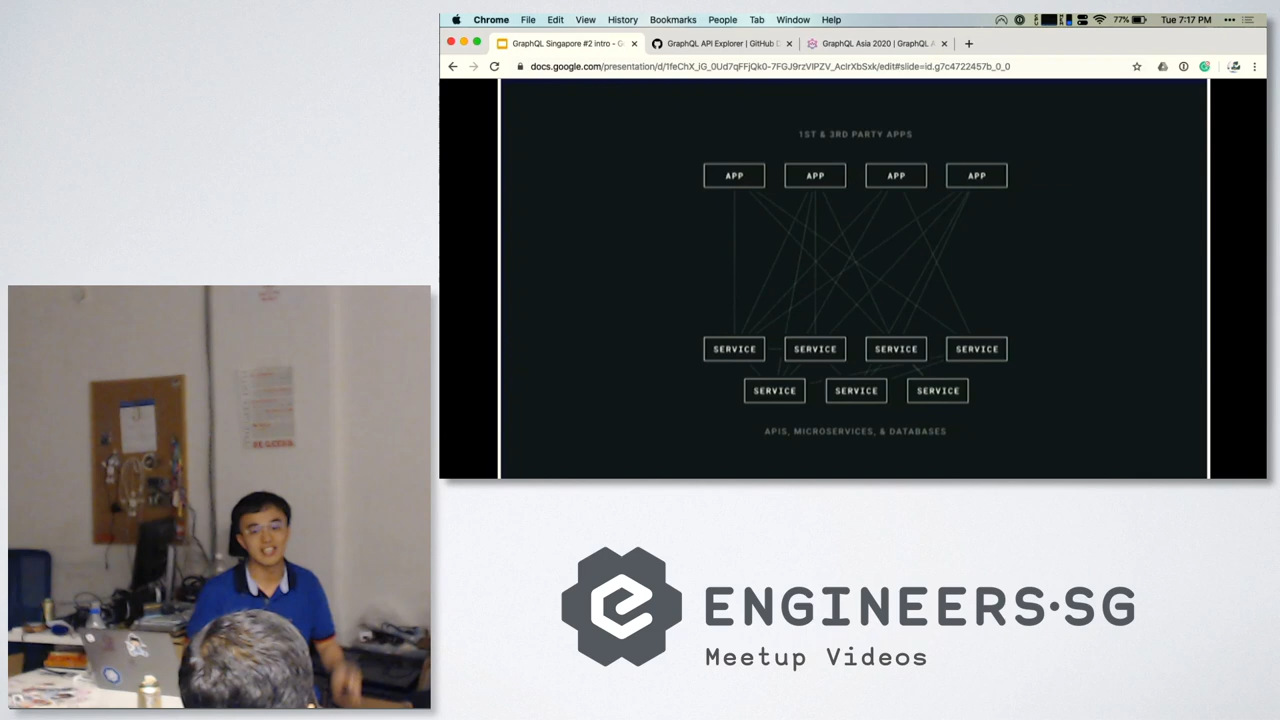 Chrome File Edit View History Bookmarks People Tab Window Help
77% Tue 7:17 PM
GraphQL Singapore #2 intro - G
GraphQL API Explorer | GitHub D
GraphQL Asia 2020 | GraphQL A
docs.google.com/presentation/d/1feChX_iG_0Ud7qFFjQk0-7FGJ9rzVIPZV_AcIrXbSxk/edit#slide=id.g7c4722457b_0_0
1ST & 3RD PARTY APPS
APP APP APP APP
SERVICE SERVICE SERVICE SERVICE
SERVICE SERVICE SERVICE
APIS, MICROSERVICES, & DATABASES
ENGINEERS·SG
Meetup Videos